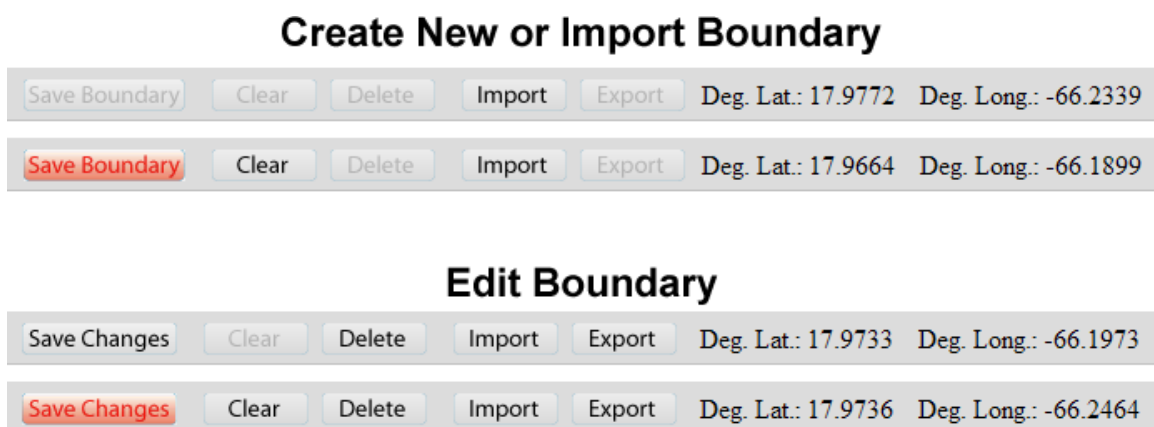 Create New or Import Boundary
Save Boundary Clear Delete Import Export Deg. Lat.: 17.9772 Deg. Long.: -66.2339
Save Boundary Clear Delete Import Export Deg. Lat.: 17.9664 Deg. Long.: -66.1899
Edit Boundary
Save Changes Clear Delete Import Export Deg. Lat.: 17.9733 Deg. Long.: -66.1973
Save Changes Clear Delete Import Export Deg. Lat.: 17.9736 Deg. Long.: -66.2464